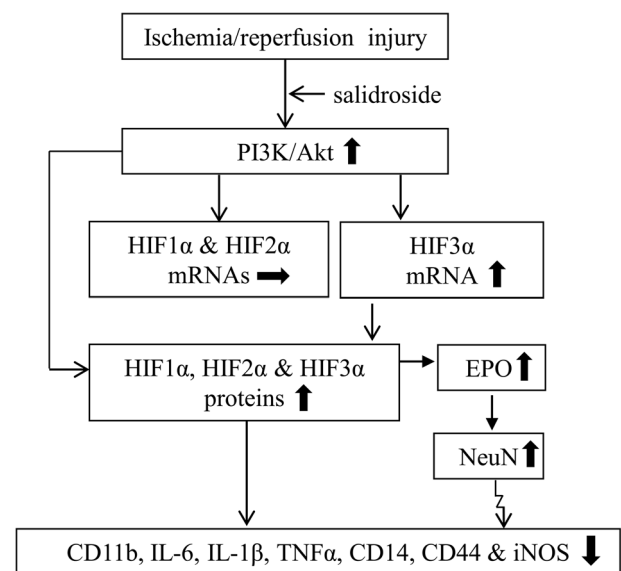 Ischemia/reperfusion injury
salidroside
PI3K/Akt
HIF1α & HIF2α
mRNAs
HIF3α
mRNA
HIF1α, HIF2α & HIF3α
proteins
EPO
NeuN
CD11b, IL-6, IL-1β, TNFα, CD14, CD44 & iNOS